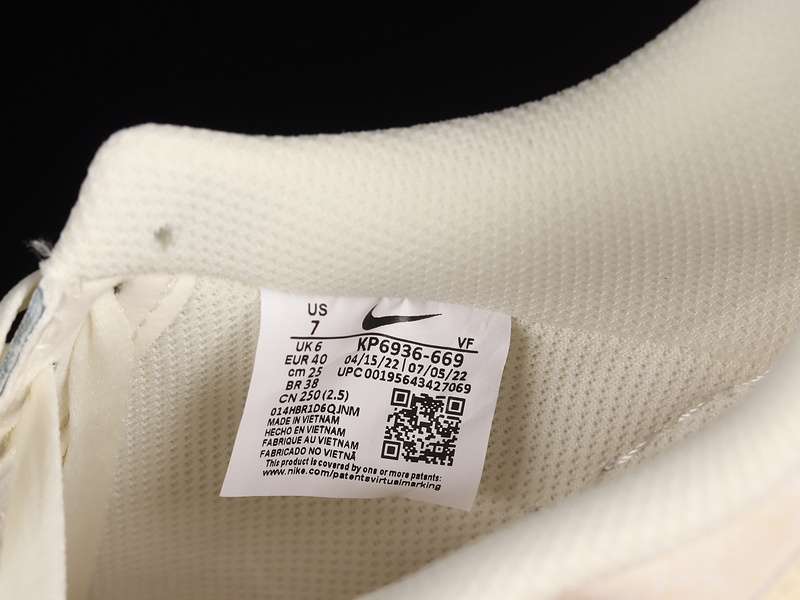 US
7
VF
UK 6
KP6936-669
EUR 40
04/15/22 | 07/05/22
cm 25
UPC 00195643427069
BR 38
CN 250 (2.5)
014HBR1D6QJNM
MADE IN VIETNAM
HECHO EN VIETNAM
FABRIQUE AU VIETNAM
FABRICADO NO VIETNÃ
This product is covered by one or more patents:
www.nike.com/patentsvirtualmarking